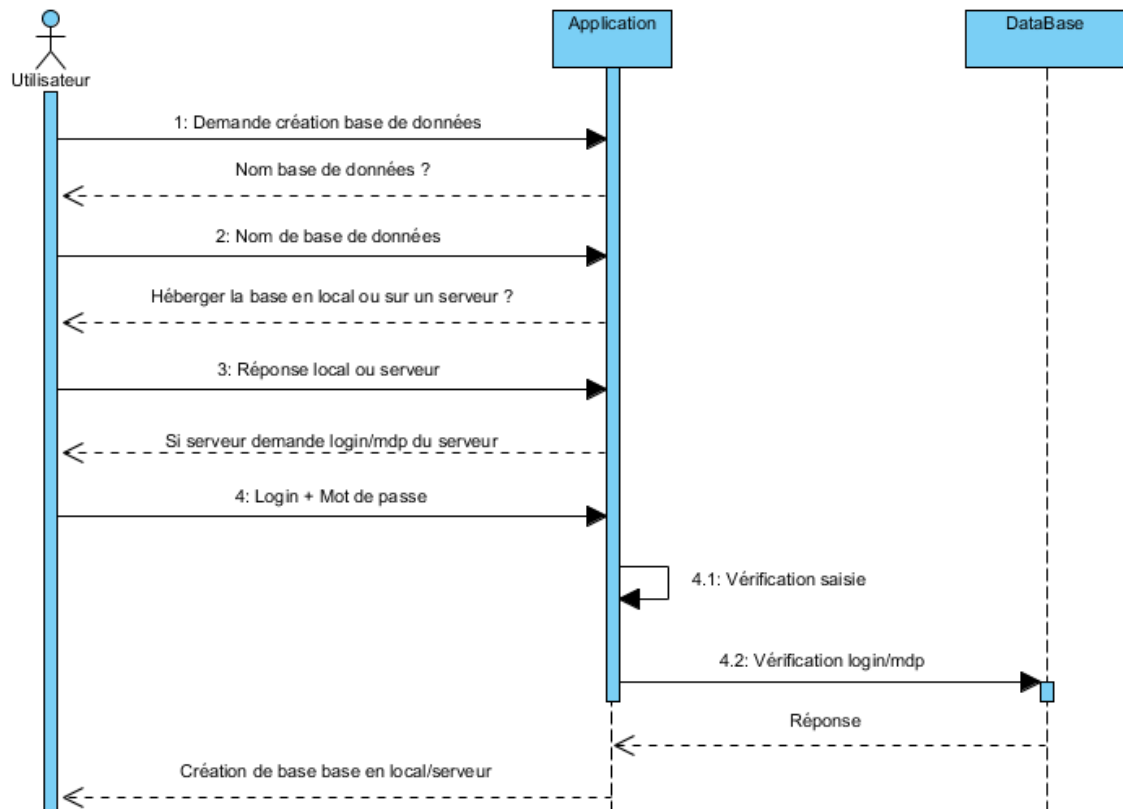 Application
DataBase
Utilisateur
1: Demande création base de données
Nom base de données ?
2: Nom de base de données
Héberger la base en local ou sur un serveur ?
3: Réponse local ou serveur
Si serveur demande login/mdp du serveur
4: Login + Mot de passe
4.1: Vérification saisie
4.2: Vérification login/mdp
Réponse
Création de base base en local/serveur